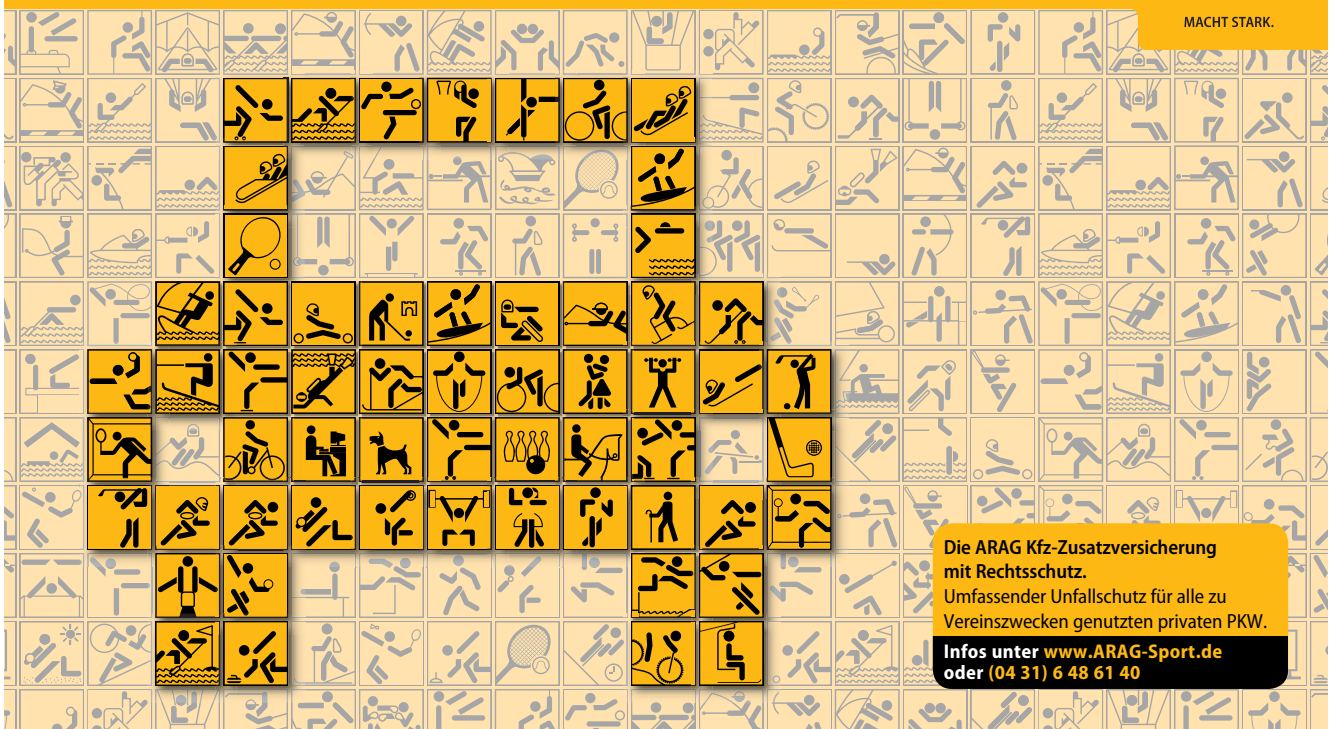 MACHT STARK.
Die ARAG Kfz-Zusatzversicherung
mit Rechtsschutz.
Umfassender Unfallschutz für alle zu
Vereinszwecken genutzten privaten PKW.
Infos unter www.ARAG-Sport.de
oder (04 31) 6 48 61 40